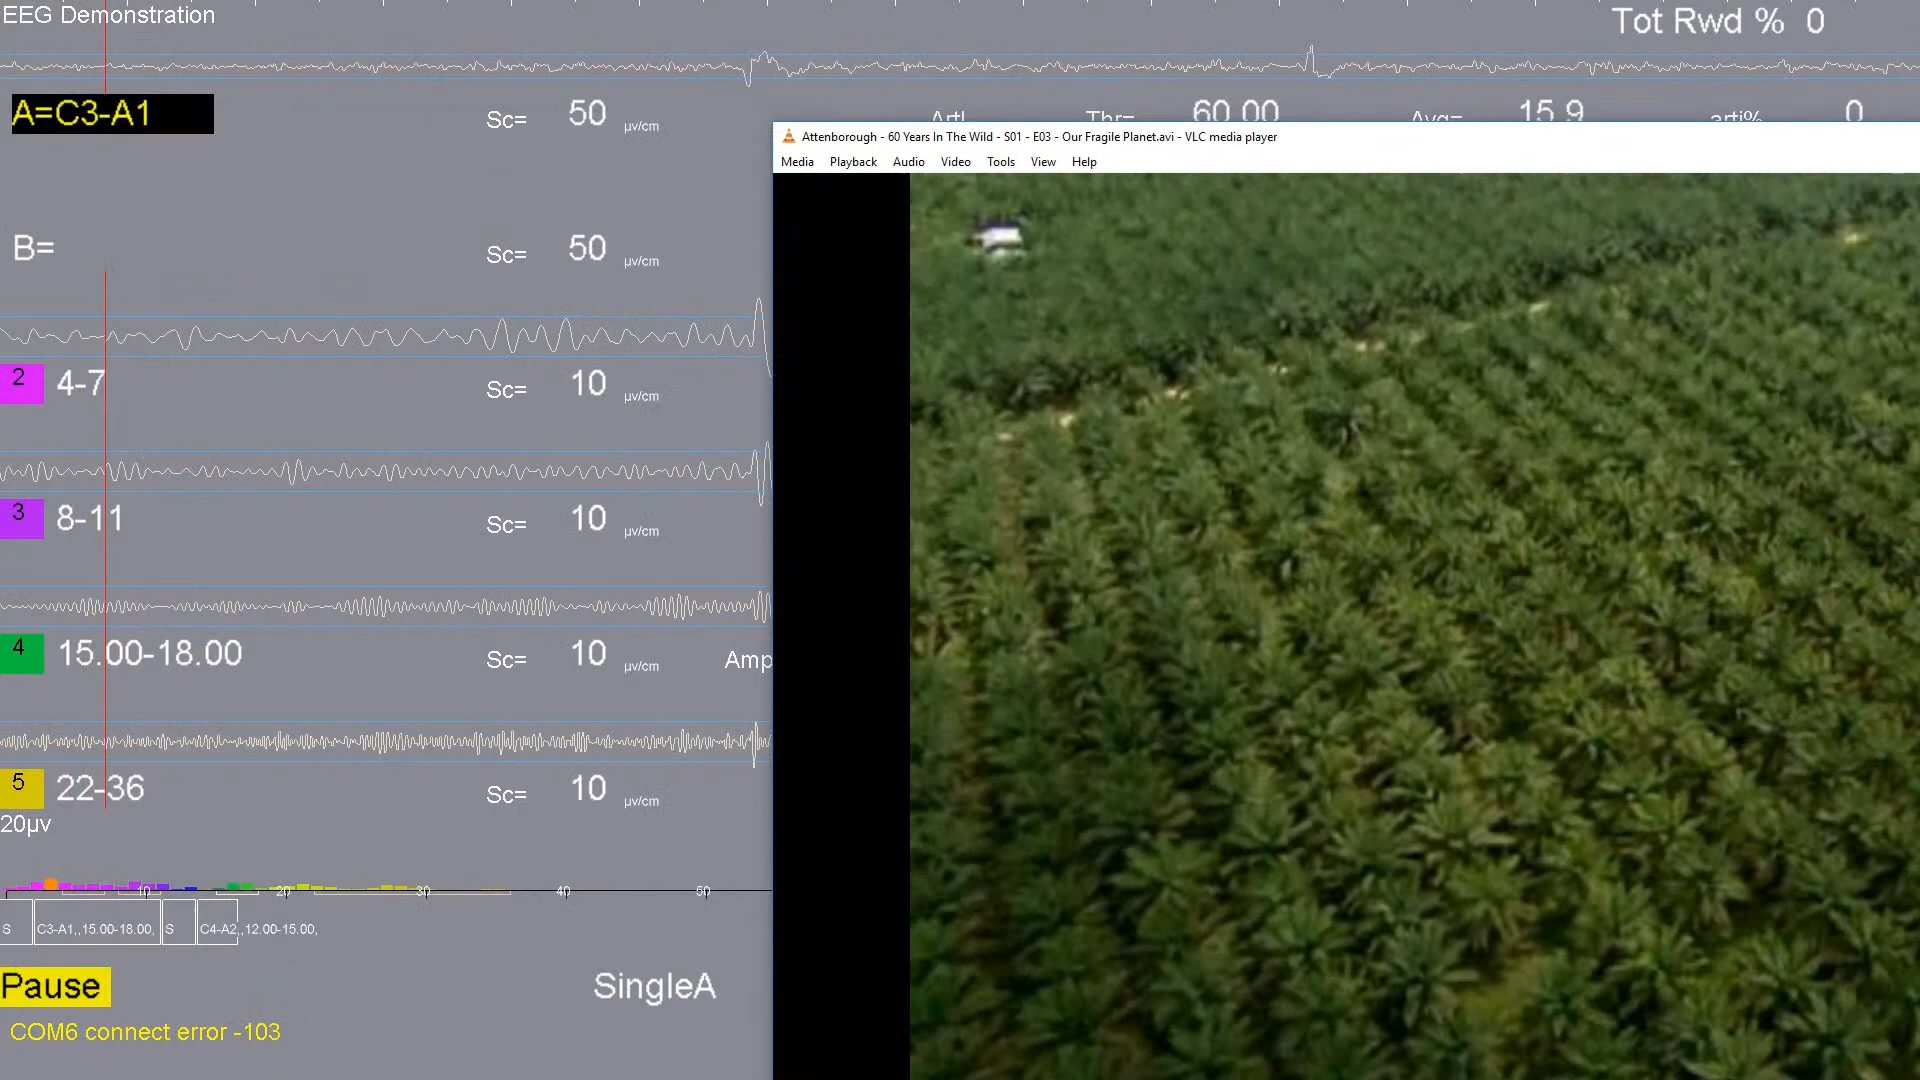 EEG Demonstration
Tot Rwd % 0
A=C3-A1 Sc= 50 µv/cm Artl Thr= 60.00 Avg= 15.9 arti% 0
Attenborough - 60 Years In The Wild - S01 - E03 - Our Fragile Planet.avi - VLC media player
Media Playback Audio Video Tools View Help
B= Sc= 50 µv/cm
2 4-7 Sc= 10 µv/cm
3 8-11 Sc= 10 µv/cm
4 15.00-18.00 Sc= 10 µv/cm Amp
5 22-36 Sc= 10 µv/cm
20µv
10 20 30 40 50
S C3-A1,,15.00-18.00, S C4-A2,,12.00-15.00,
Pause SingleA
COM6 connect error -103